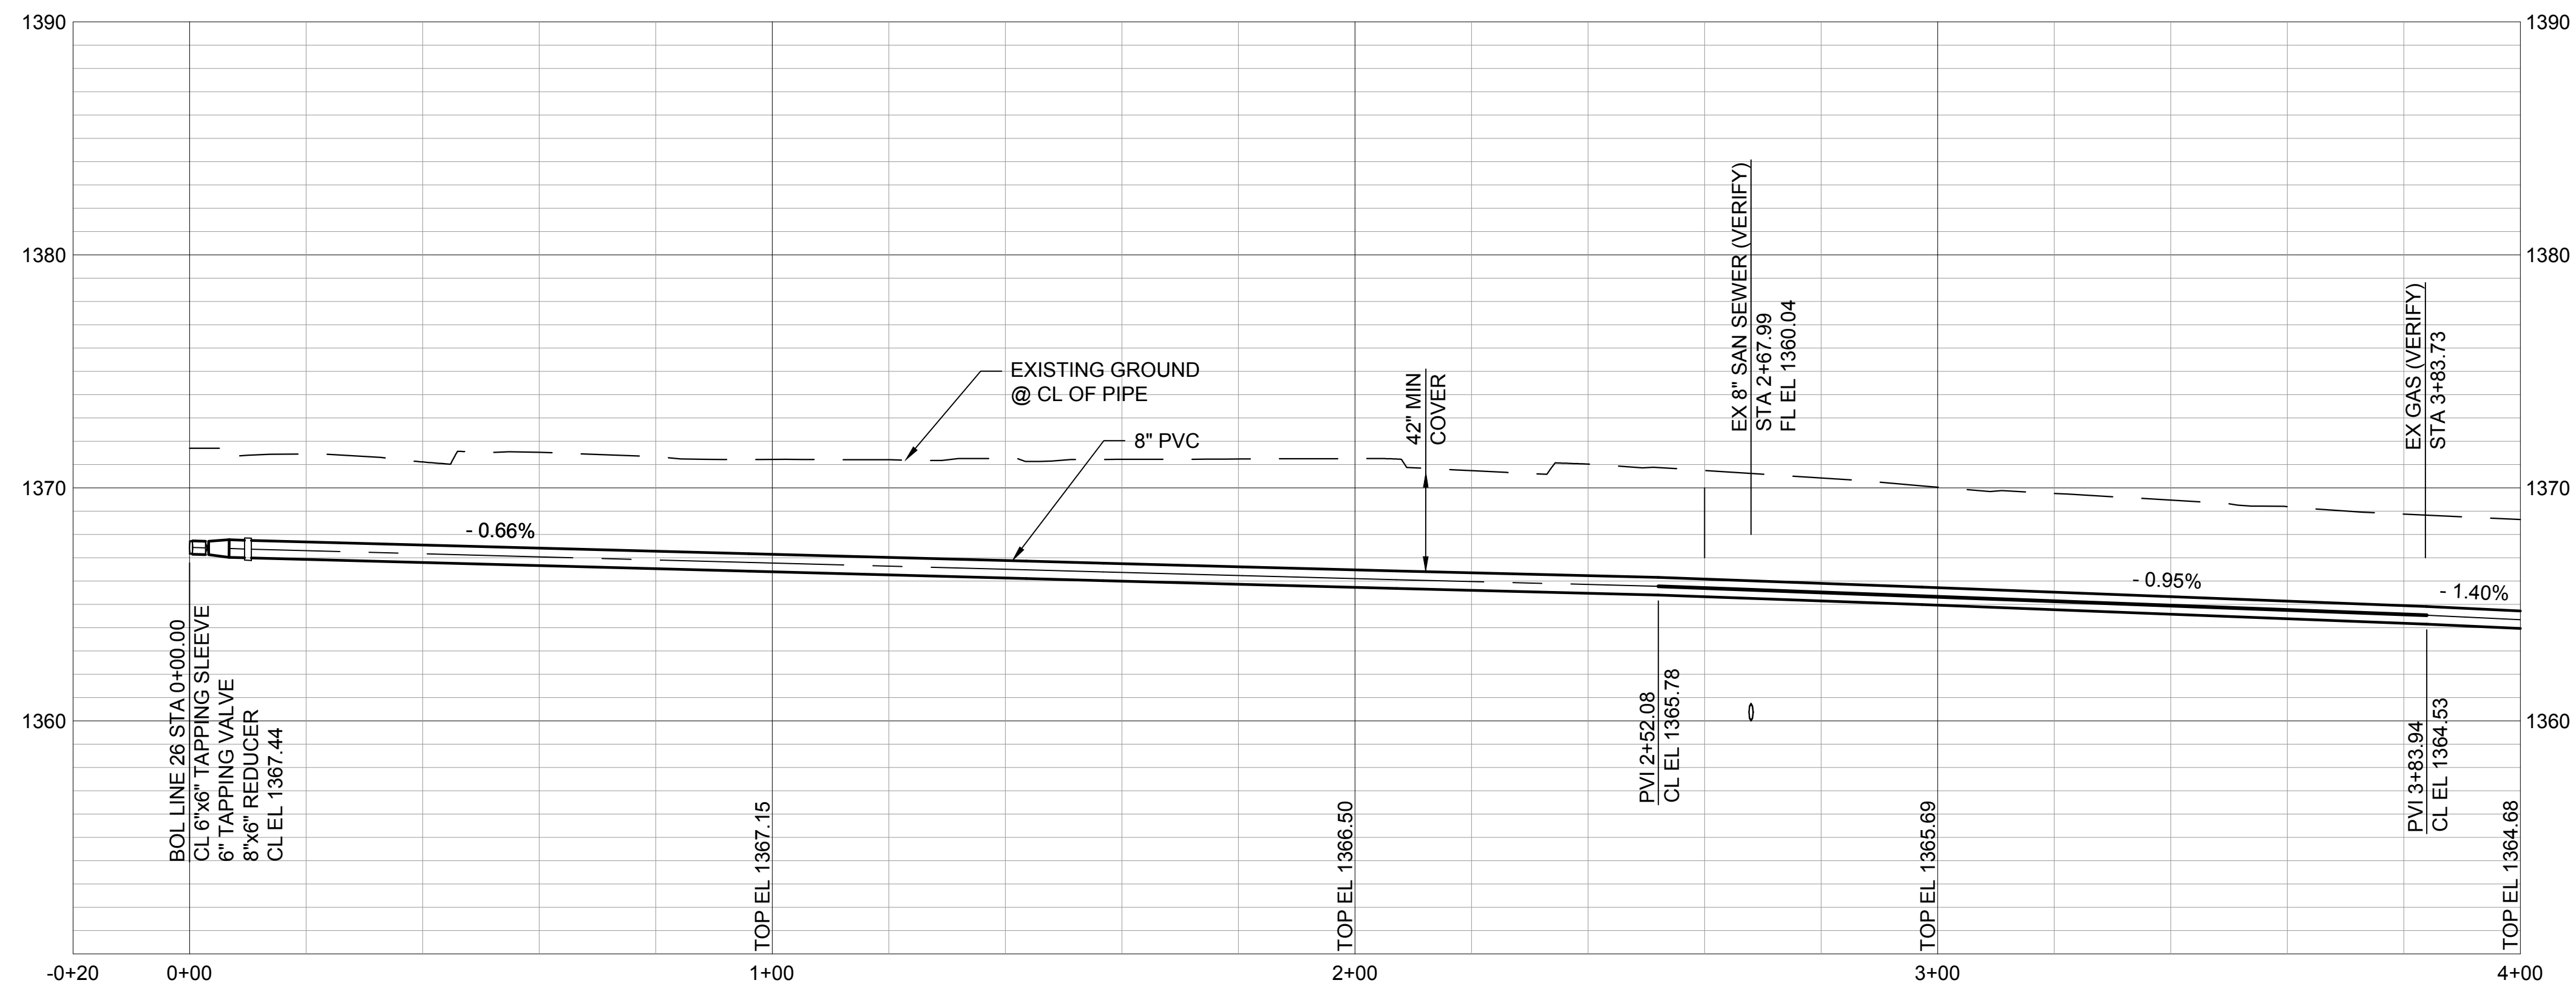 1390
1390
1380
1380
1370
1370
1360
1360
EXISTING GROUND
@ CL OF PIPE
8" PVC
42" MIN
COVER
EX 8" SAN SEWER (VERIFY)
STA 2+67.99
FL EL 1360.04
EX GAS (VERIFY)
STA 3+83.73
- 0.66%
- 0.95%
- 1.40%
BOL LINE 26 STA 0+00.00
CL 6"x6" TAPPING SLEEVE
6" TAPPING VALVE
8"x6" REDUCER
CL EL 1367.44
PVI 2+52.08
CL EL 1365.78
PVI 3+83.94
CL EL 1364.53
TOP EL 1367.15
TOP EL 1366.50
TOP EL 1365.69
TOP EL 1364.68
-0+20
0+00
1+00
2+00
3+00
4+00